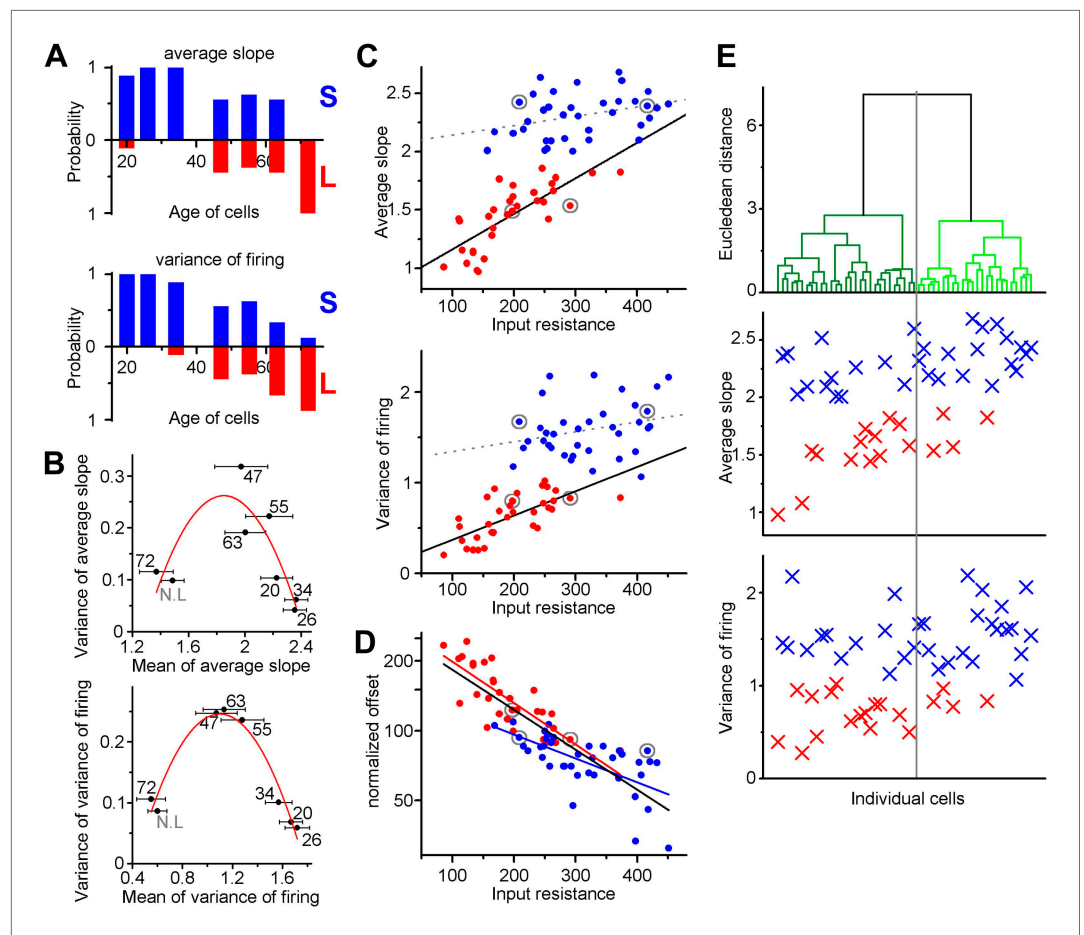 A
average slope
1
0
1
Probability
20
40
60
S
L
Age of cells
variance of firing
1
0
1
Probability
20
40
60
S
L
Age of cells
B
0.3
0.2
0.1
0
Variance of average slope
47
55
63
72
N.L
20
34
26
1.2
1.6
2
2.4
Mean of average slope
0.2
0.1
0
Variance of variance of firing
63
47
55
72
N.L
34
20
26
0.4
0.8
1.2
1.6
Mean of variance of firing
C
2.5
2
1.5
1
Average slope
100
200
300
400
Input resistance
2
1
0
Variance of firing
100
200
300
400
Input resistance
D
200
100
50
normalized offset
100
200
300
400
Input resistance
E
6
3
0
Eucledean distance
2.5
2
1.5
1
Average slope
2
1
0
Variance of firing
Individual cells